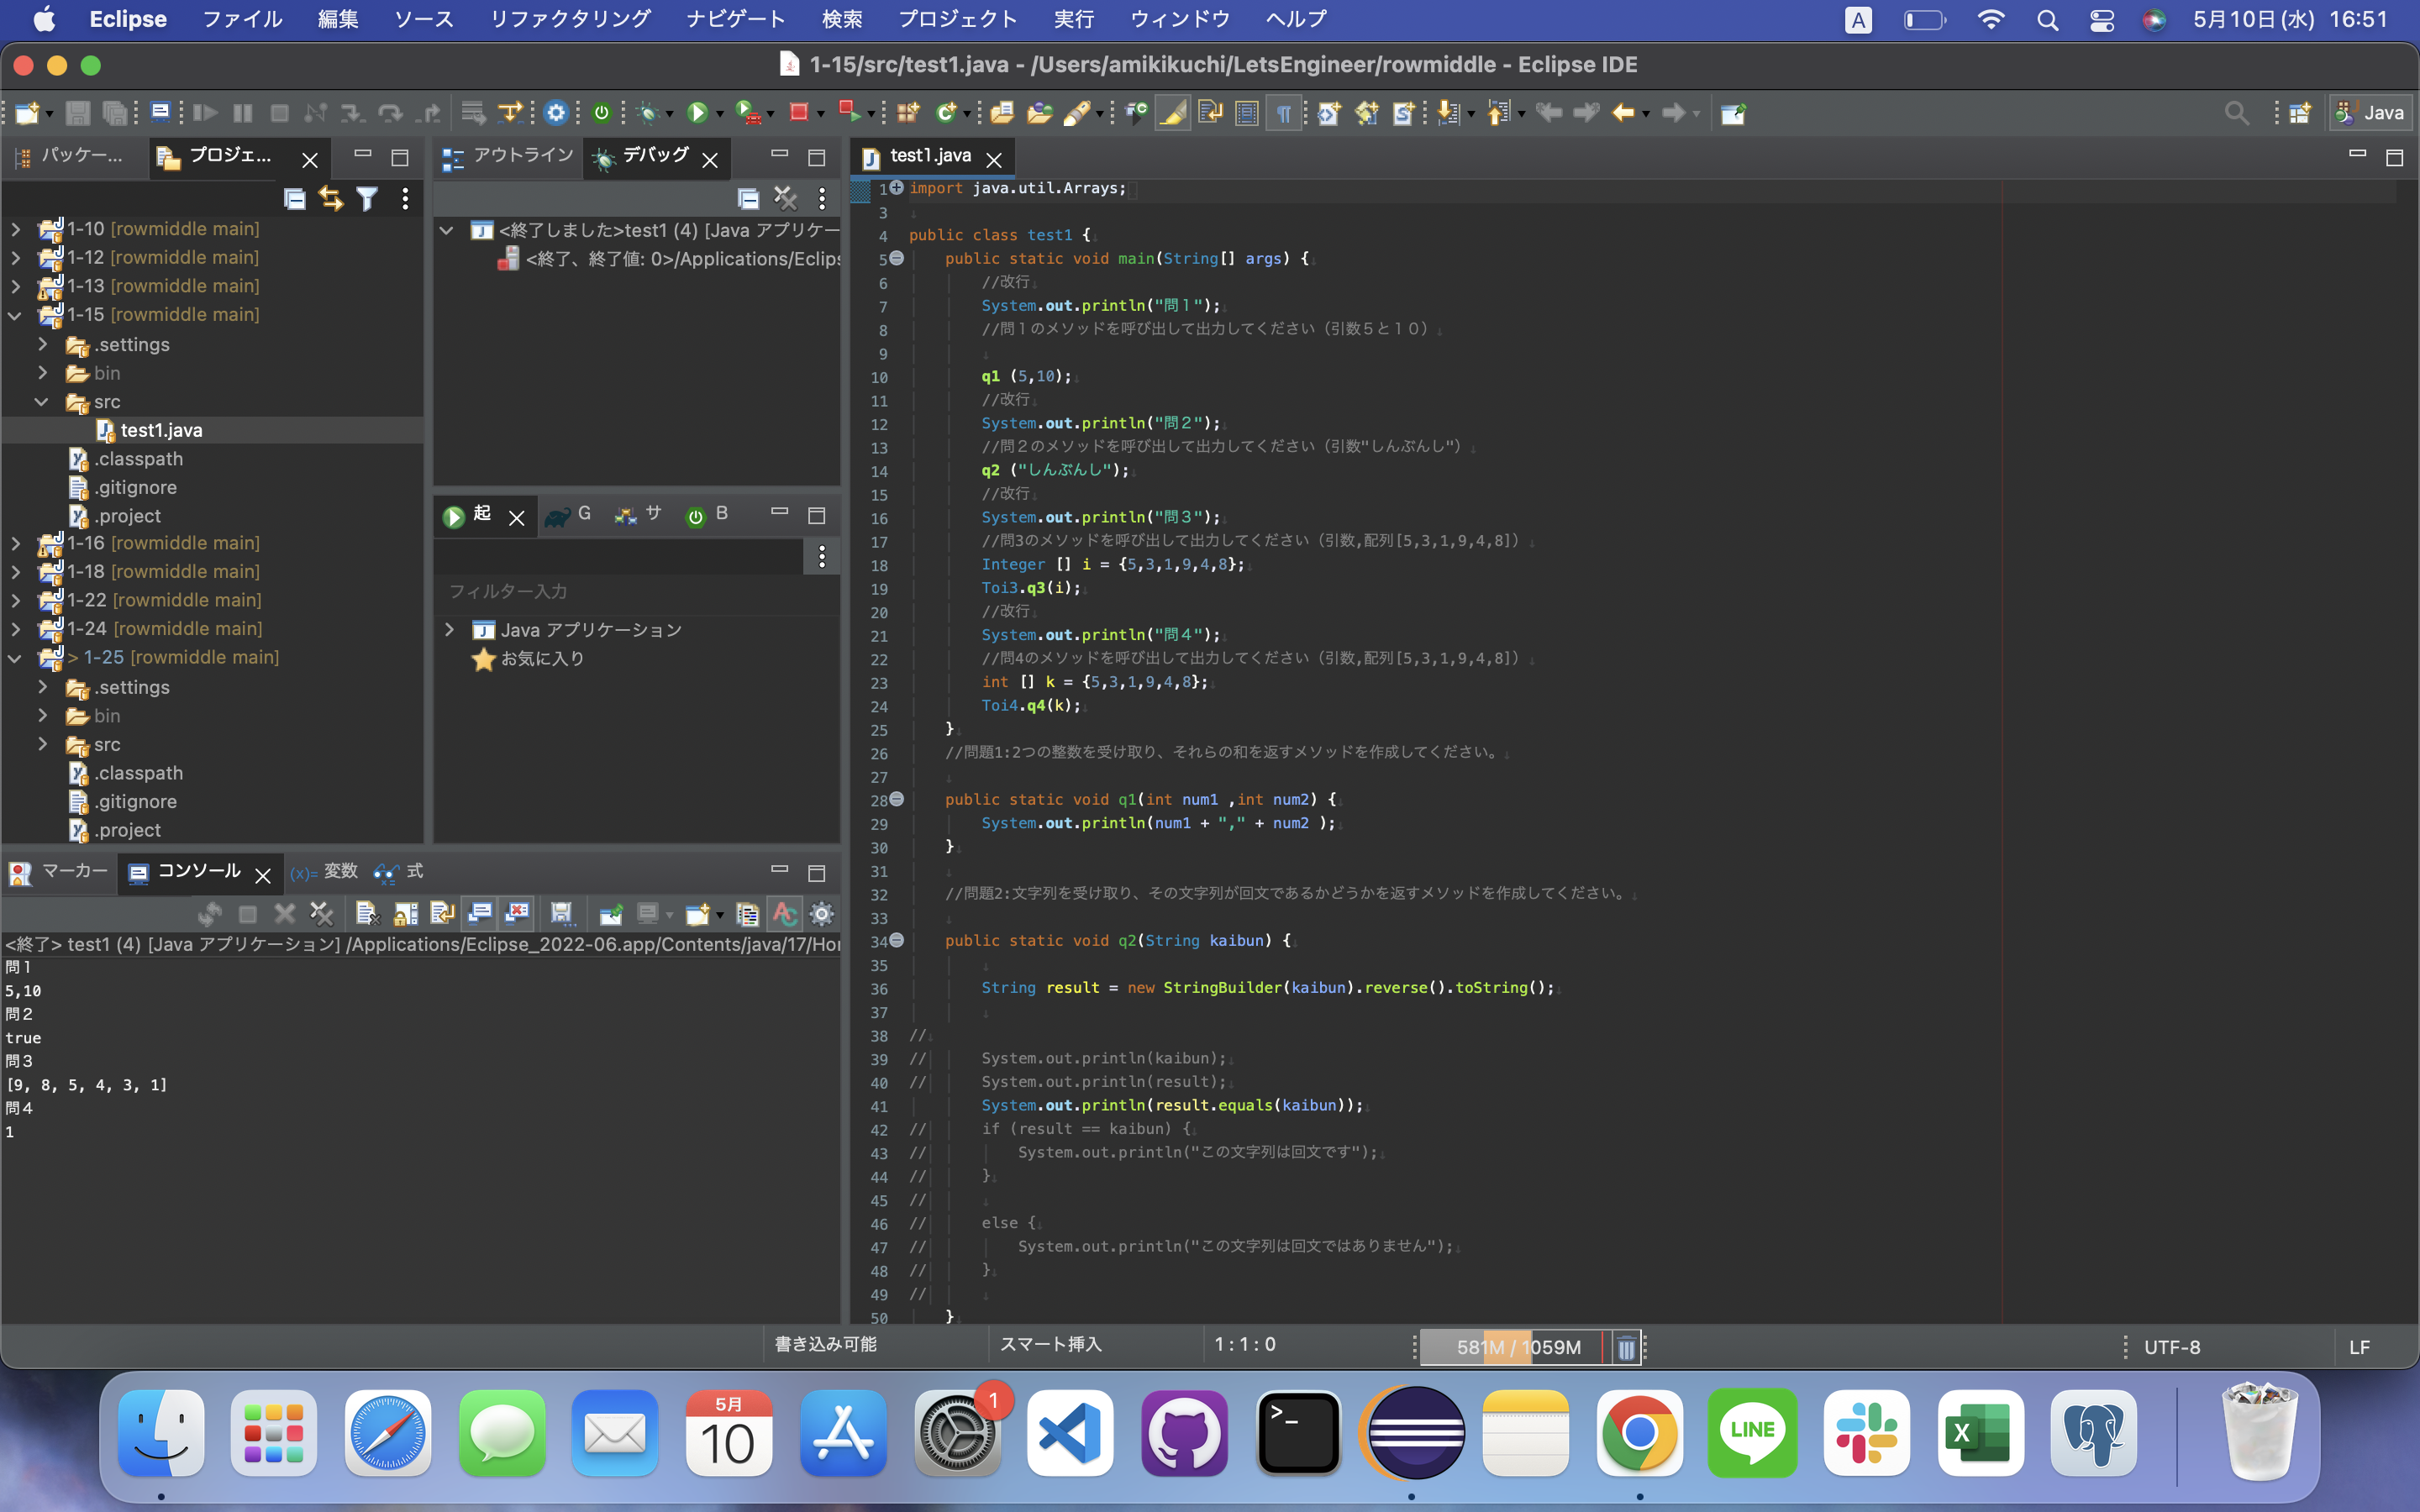 Eclipse ファイル 編集 ソース リファクタリング ナビゲート 検索 プロジェクト 実行 ウィンドウ ヘルプ A 5月10日(水) 16:51
1-15/src/test1.java - /Users/amikikuchi/LetsEngineer/rowmiddle - Eclipse IDE
Java
パッケー... プロジェ...
1-10 [rowmiddle main]
1-12 [rowmiddle main]
1-13 [rowmiddle main]
1-15 [rowmiddle main]
.settings
bin
src
test1.java
.classpath
.gitignore
.project
1-16 [rowmiddle main]
1-18 [rowmiddle main]
1-22 [rowmiddle main]
1-24 [rowmiddle main]
> 1-25 [rowmiddle main]
.settings
bin
src
.classpath
.gitignore
.project
アウトライン デバッグ
<終了しました>test1 (4) [Java アプリケー
<終了、終了値: 0>/Applications/Eclips
起 G サ B
フィルター入力
Java アプリケーション
お気に入り
マーカー コンソール (x)= 変数 式
<終了> test1 (4) [Java アプリケーション] /Applications/Eclipse_2022-06.app/Contents/java/17/Ho
問１
5,10
問２
true
問３
[9, 8, 5, 4, 3, 1]
問４
1
test1.java
1 import java.util.Arrays;
3
4 public class test1 {
5 public static void main(String[] args) {
6 //改行
7 System.out.println("問１");
8 //問１のメソッドを呼び出して出力してください（引数５と１０）
9
10 q1 (5,10);
11 //改行
12 System.out.println("問２");
13 //問２のメソッドを呼び出して出力してください（引数"しんぶんし"）
14 q2 ("しんぶんし");
15 //改行
16 System.out.println("問３");
17 //問3のメソッドを呼び出して出力してください（引数,配列[5,3,1,9,4,8]）
18 Integer [] i = {5,3,1,9,4,8};
19 Toi3.q3(i);
20 //改行
21 System.out.println("問４");
22 //問4のメソッドを呼び出して出力してください（引数,配列[5,3,1,9,4,8]）
23 int [] k = {5,3,1,9,4,8};
24 Toi4.q4(k);
25 }
26 //問題1:2つの整数を受け取り、それらの和を返すメソッドを作成してください。
27
28 public static void q1(int num1 ,int num2) {
29 System.out.println(num1 + "," + num2 );
30 }
31
32 //問題2:文字列を受け取り、その文字列が回文であるかどうかを返すメソッドを作成してください。
33
34 public static void q2(String kaibun) {
35
36 String result = new StringBuilder(kaibun).reverse().toString();
37
38 //
39 // System.out.println(kaibun);
40 // System.out.println(result);
41 System.out.println(result.equals(kaibun));
42 // if (result == kaibun) {
43 // System.out.println("この文字列は回文です");
44 // }
45 //
46 // else {
47 // System.out.println("この文字列は回文ではありません");
48 // }
49 //
50 }
書き込み可能 スマート挿入 1 : 1 : 0 581M / 1059M UTF-8 LF
5月
10
1
>_
LINE
X